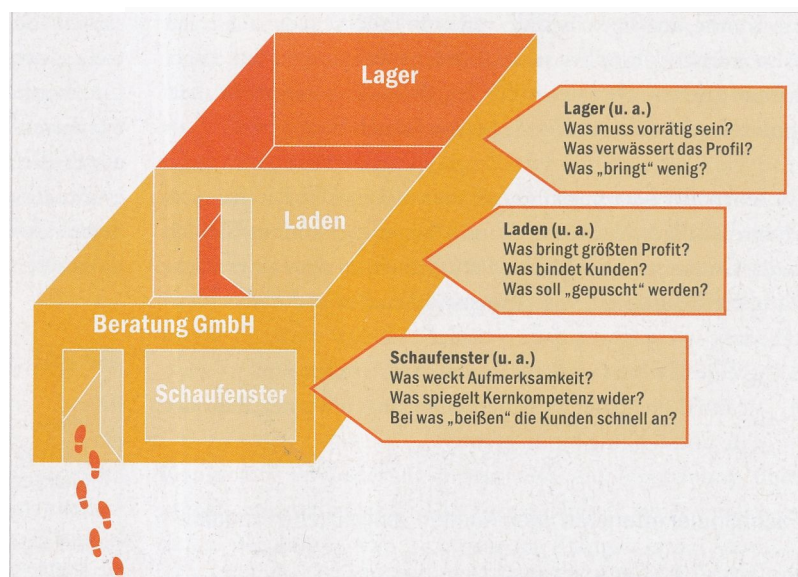 Lager
Lager (u. a.)
Was muss vorrätig sein?
Was verwässert das Profil?
Was „bringt“ wenig?
Laden
Laden (u. a.)
Was bringt größten Profit?
Was bindet Kunden?
Was soll „gepuscht“ werden?
Beratung GmbH
Schaufenster
Schaufenster (u. a.)
Was weckt Aufmerksamkeit?
Was spiegelt Kernkompetenz wider?
Bei was „beißen“ die Kunden schnell an?